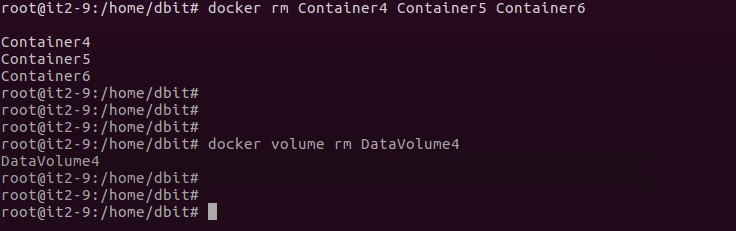 root@it2-9:/home/dbit# docker rm Container4 Container5 Container6
Container4
Container5
Container6
root@it2-9:/home/dbit#
root@it2-9:/home/dbit#
root@it2-9:/home/dbit#
root@it2-9:/home/dbit# docker volume rm DataVolume4
DataVolume4
root@it2-9:/home/dbit#
root@it2-9:/home/dbit#
root@it2-9:/home/dbit#